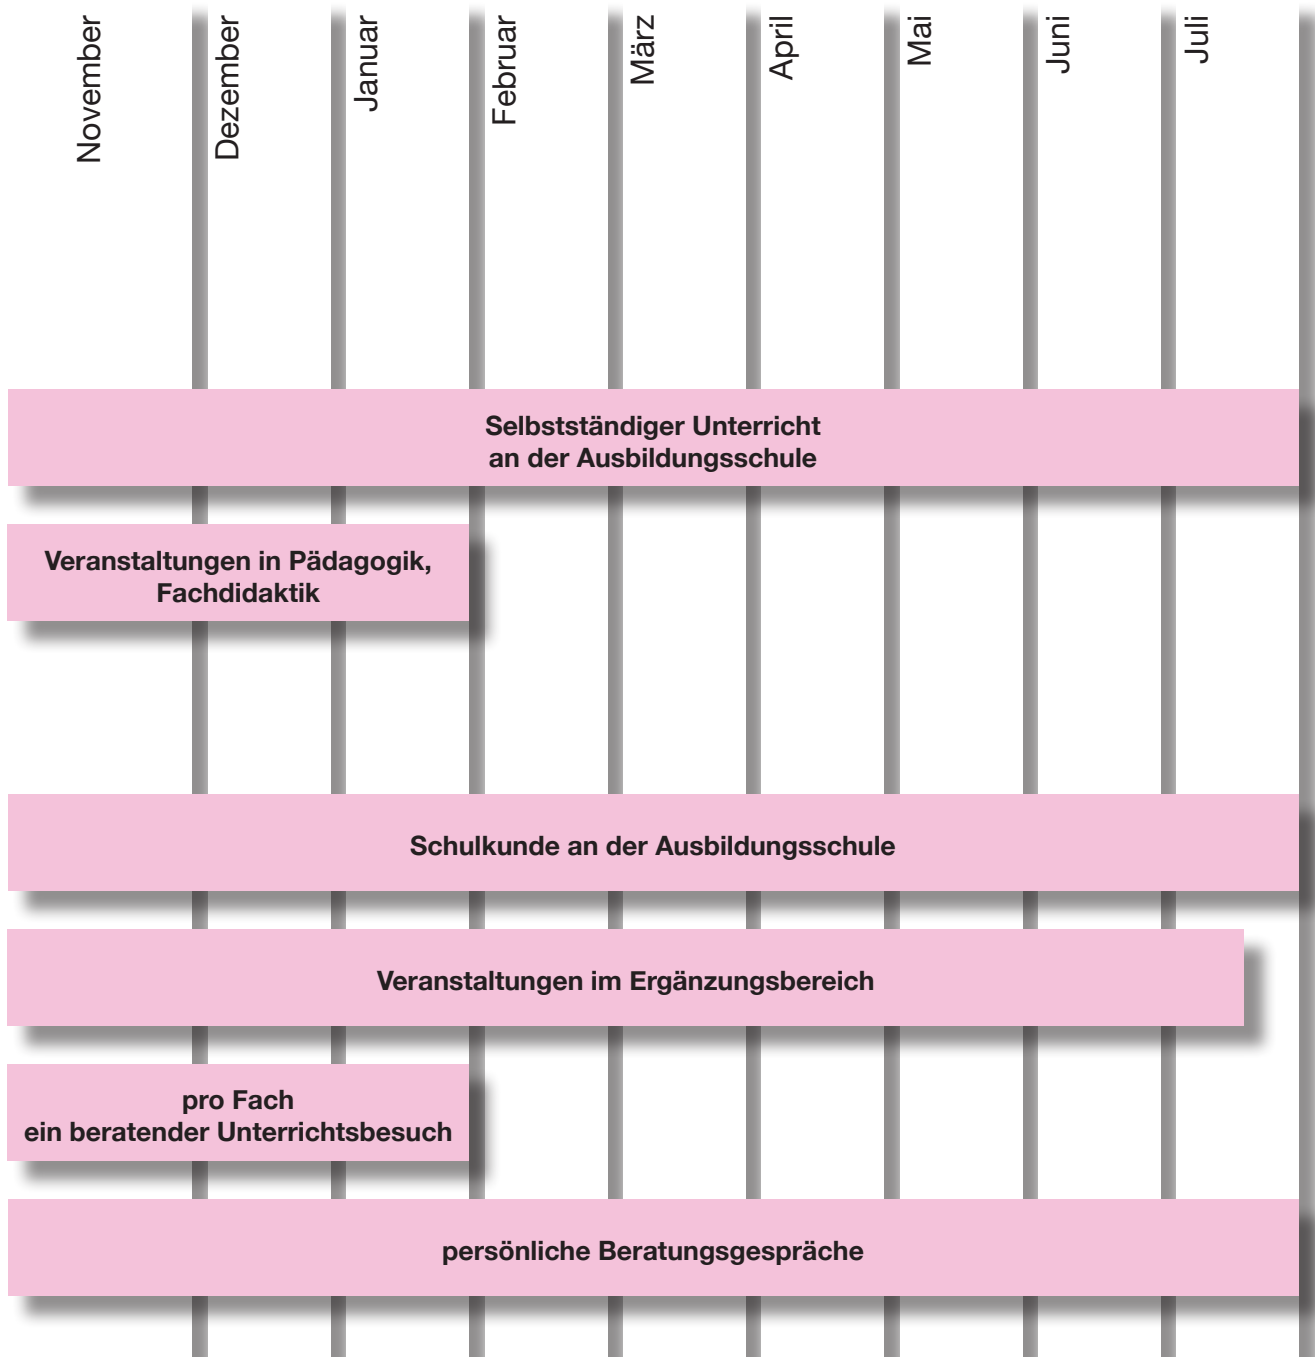 November
Dezember
Januar
Februar
März
April
Mai
Juni
Juli
Selbstständiger Unterricht
an der Ausbildungsschule
Veranstaltungen in Pädagogik,
Fachdidaktik
Schulkunde an der Ausbildungsschule
Veranstaltungen im Ergänzungsbereich
pro Fach
ein beratender Unterrichtsbesuch
persönliche Beratungsgespräche